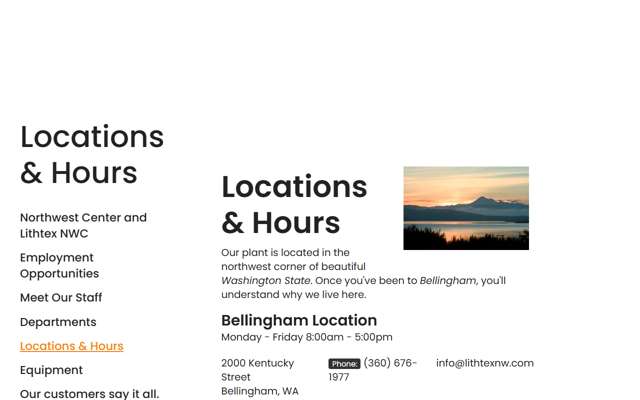 Locations
& Hours
Northwest Center and
Lithtex NWC
Employment
Opportunities
Meet Our Staff
Departments
Locations & Hours
Equipment
Our customers say it all.
Locations
& Hours
Our plant is located in the
northwest corner of beautiful
Washington State. Once you've been to Bellingham, you'll
understand why we live here.
Bellingham Location
Monday - Friday 8:00am - 5:00pm
2000 Kentucky
Street
Bellingham, WA
Phone: (360) 676-
1977
info@lithtexnw.com